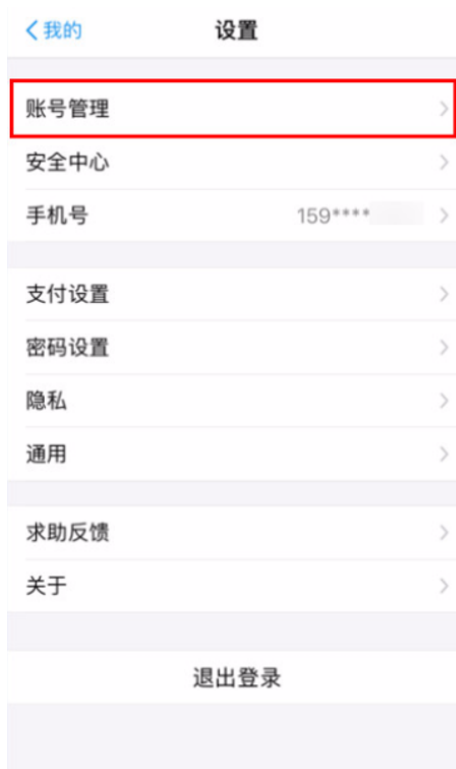 我的 设置
账号管理
安全中心
手机号 159****
支付设置
密码设置
隐私
通用
求助反馈
关于
退出登录